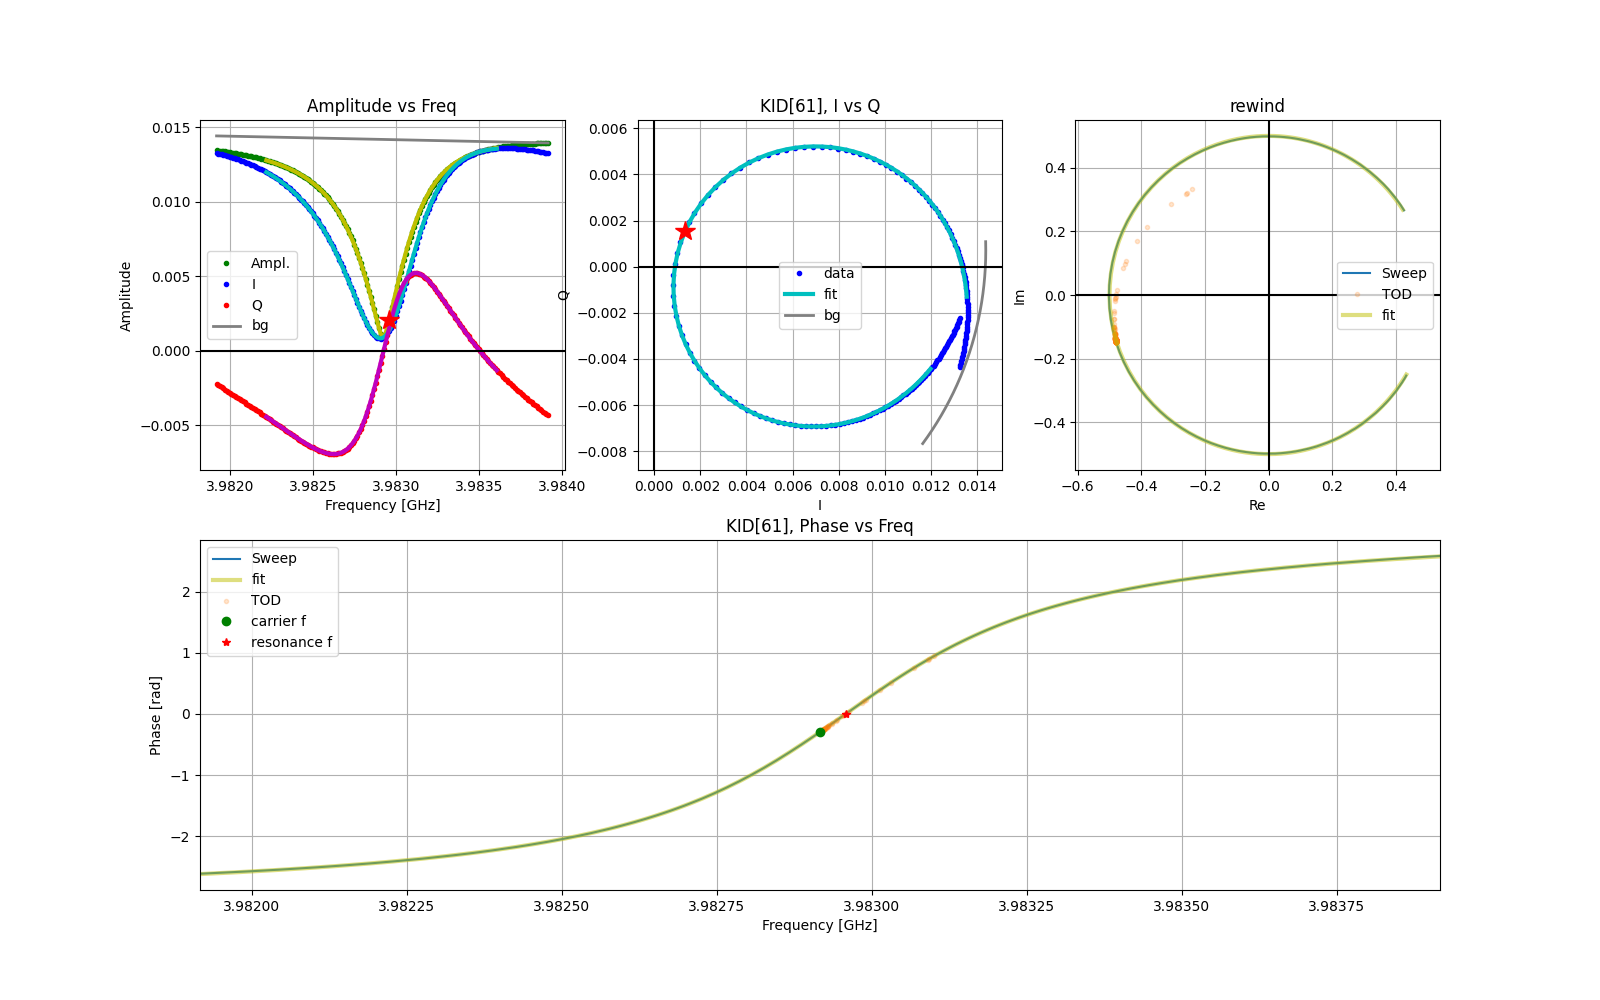 Amplitude vs Freq
0.015
0.010
0.005
0.000
−0.005
Amplitude
Ampl.
I
Q
bg
3.9820
3.9825
3.9830
3.9835
3.9840
Frequency [GHz]
KID[61], I vs Q
0.006
0.004
0.002
0.000
−0.002
−0.004
−0.006
−0.008
Q
data
fit
bg
0.000
0.002
0.004
0.006
0.008
0.010
0.012
0.014
I
rewind
0.4
0.2
0.0
−0.2
−0.4
Im
Sweep
TOD
fit
−0.6
−0.4
−0.2
0.0
0.2
0.4
Re
KID[61], Phase vs Freq
Sweep
fit
TOD
carrier f
resonance f
2
1
0
−1
−2
Phase [rad]
3.98200
3.98225
3.98250
3.98275
3.98300
3.98325
3.98350
3.98375
Frequency [GHz]